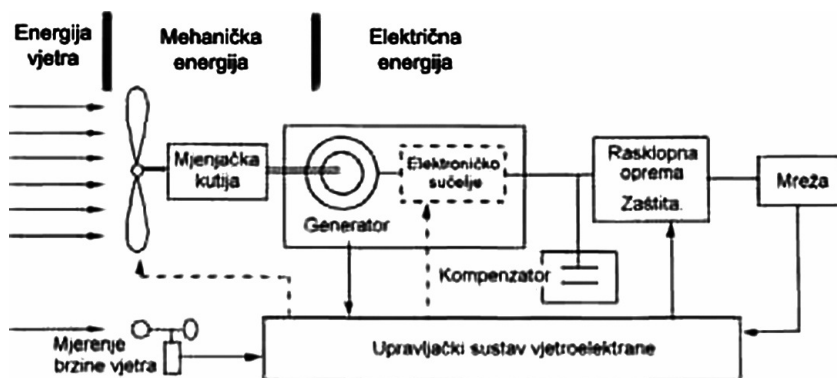 Energija
vjetra
Mehanička
energija
Električna
energija
Mjenjačka
kutija
Generator
Elektroničko
sučelje
Kompenzator
Rasklopna
oprema
Zaštita.
Mreža
Mjerenje
brzine vjetra
Upravljački sustav vjetroelektrane